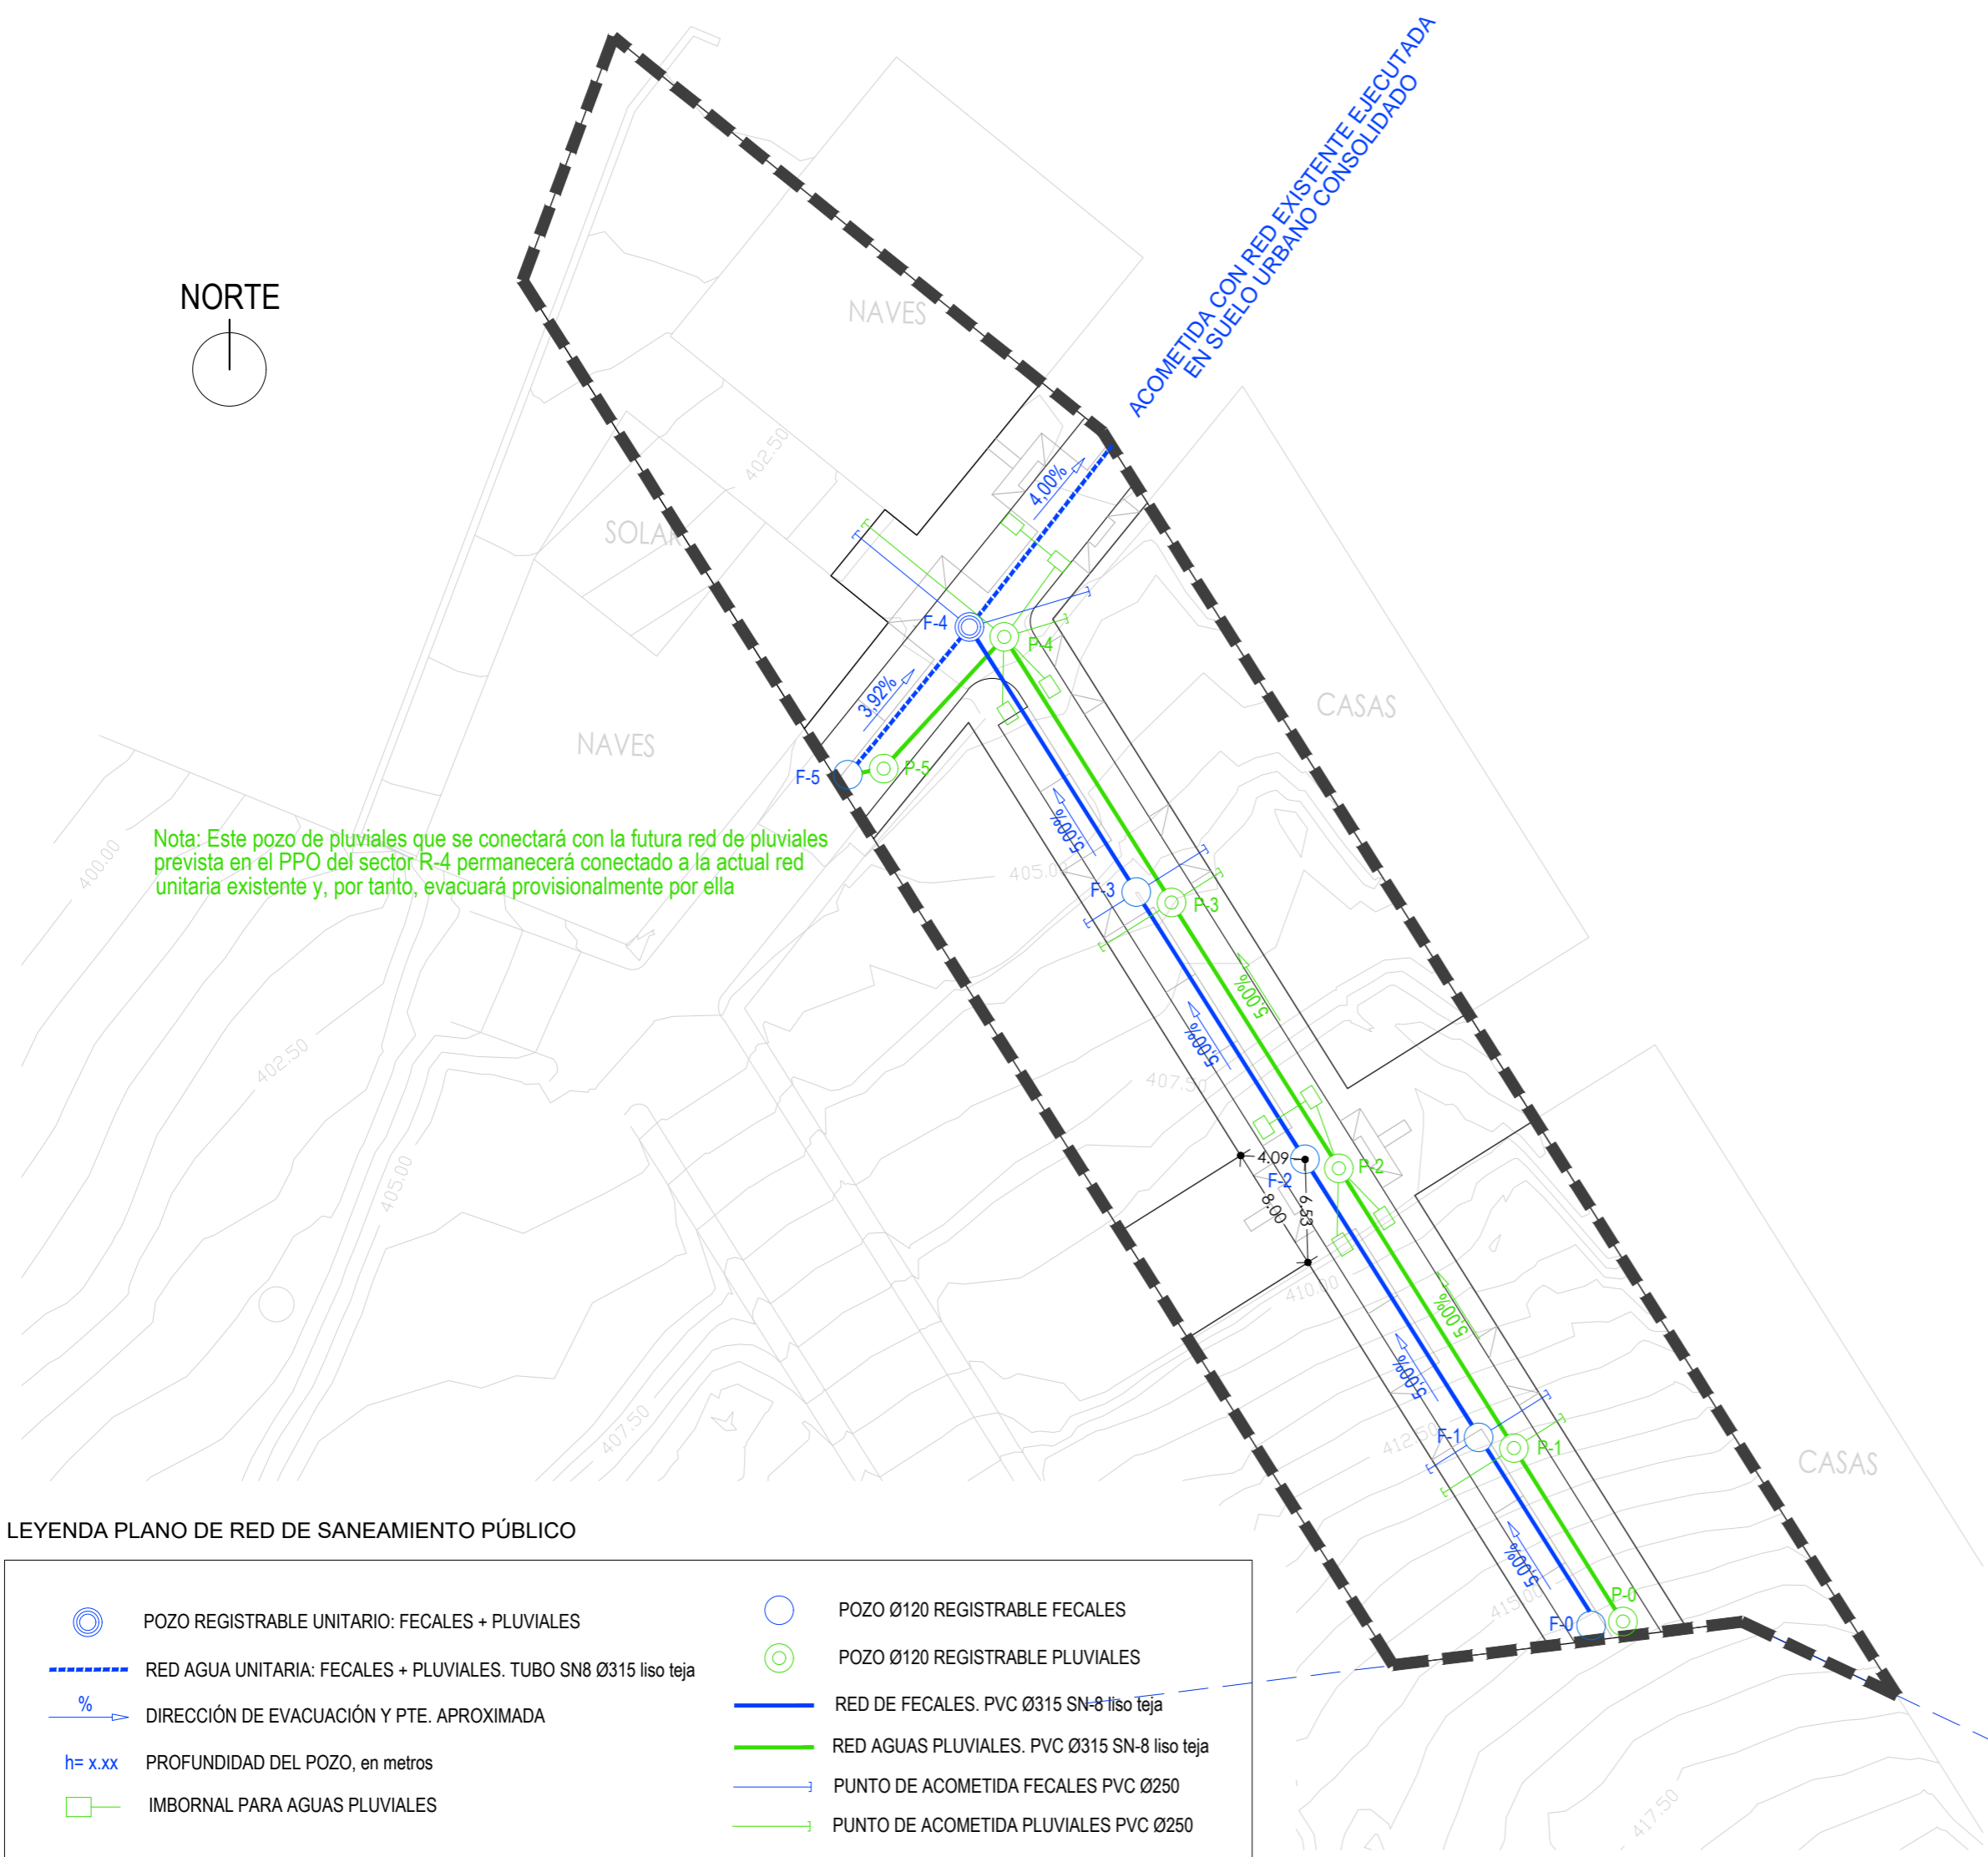 ACOMETIDA CON RED EXISTENTE EJECUTADA
EN SUELO URBANO CONSOLIDADO
NORTE
NAVES
402.50
4,00%
SOLAR
F-4
P-4
3,92%
CASAS
NAVES
F-5
P-5
5,00%
Nota: Este pozo de pluviales que se conectará con la futura red de pluviales
prevista en el PPO del sector R-4 permanecerá conectado a la actual red
unitaria existente y, por tanto, evacuará provisionalmente por ella
400.00
405.00
F-3
P-3
5,00%
5,00%
402.50
407.50
4.09
P-2
F-2
405.00
8.00
6.53
410.00
5,00%
5,00%
407.50
412.50
F-1
P-1
CASAS
5,00%
P-0
415.00
F-0
417.50
LEYENDA PLANO DE RED DE SANEAMIENTO PÚBLICO
POZO REGISTRABLE UNITARIO: FECALES + PLUVIALES
RED AGUA UNITARIA: FECALES + PLUVIALES. TUBO SN8 Ø315 liso teja
%
DIRECCIÓN DE EVACUACIÓN Y PTE. APROXIMADA
h= x.xx
PROFUNDIDAD DEL POZO, en metros
IMBORNAL PARA AGUAS PLUVIALES
POZO Ø120 REGISTRABLE FECALES
POZO Ø120 REGISTRABLE PLUVIALES
RED DE FECALES. PVC Ø315 SN-8 liso teja
RED AGUAS PLUVIALES. PVC Ø315 SN-8 liso teja
PUNTO DE ACOMETIDA FECALES PVC Ø250
PUNTO DE ACOMETIDA PLUVIALES PVC Ø250